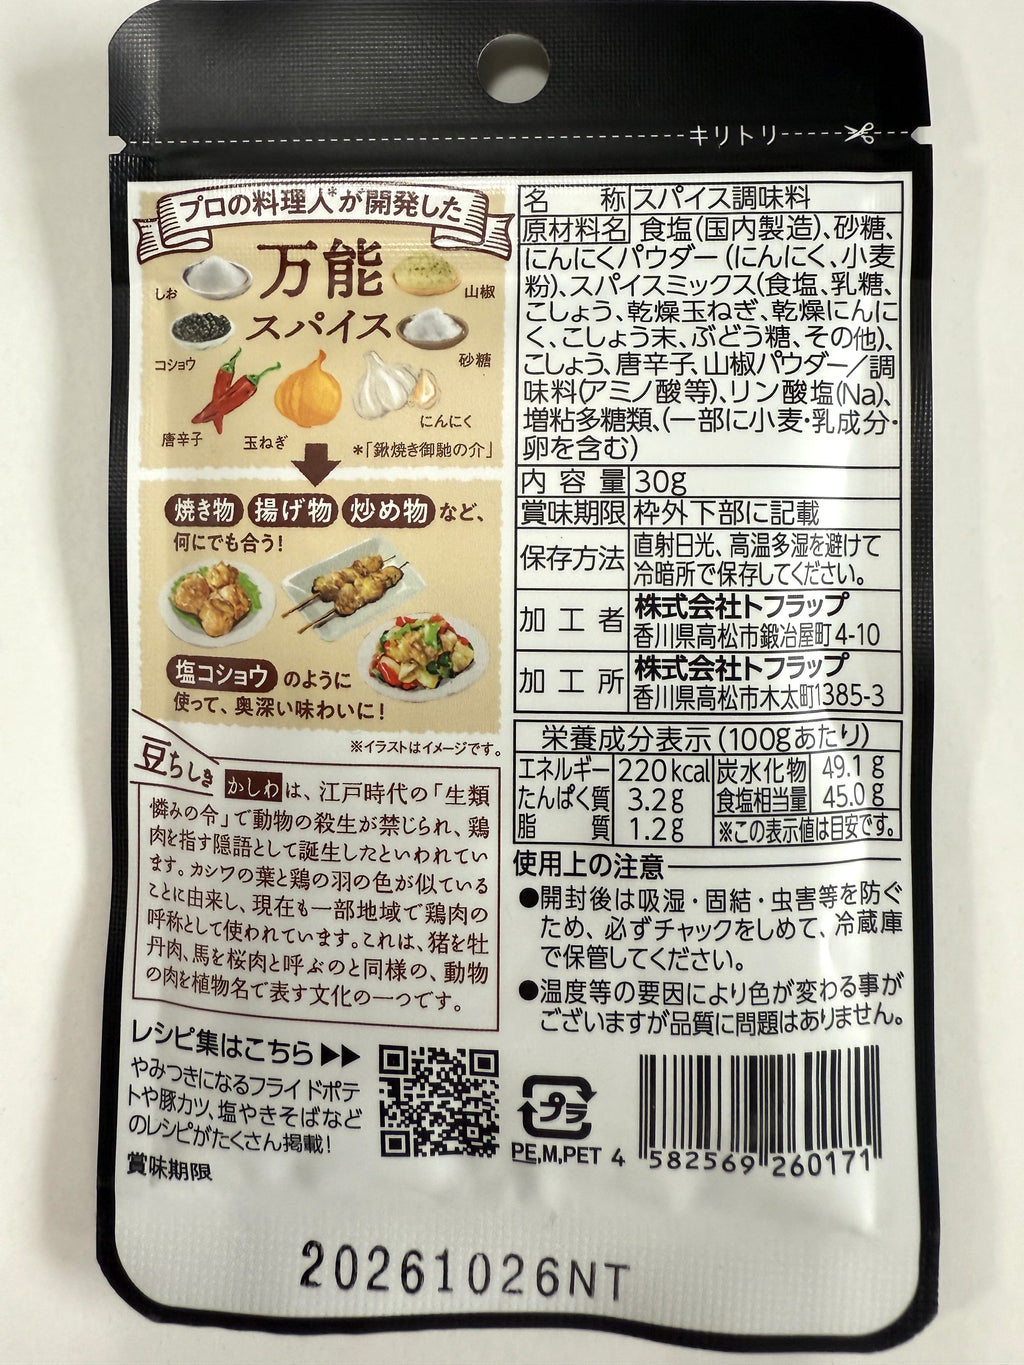 キリトリ
プロの料理人*が開発した
万能
スパイス
しお
山椒
コショウ
砂糖
唐辛子
玉ねぎ
にんにく
*「鍬焼き御馳の介」
焼き物 揚げ物 炒め物 など、
何にでも合う!
塩コショウ のように
使って、奥深い味わいに!
※イラストはイメージです。
豆ちしき
かしわ は、江戸時代の「生類
憐みの令」で動物の殺生が禁じられ、鶏
肉を指す隠語として誕生したといわれてい
ます。カシワの葉と鶏の羽の色が似ている
ことに由来し、現在も一部地域で鶏肉の
呼称として使われています。これは、猪を牡
丹肉、馬を桜肉と呼ぶのと同様の、動物
の肉を植物名で表す文化の一つです。
レシピ集はこちら▶▶
やみつきになるフライドポテ
トや豚カツ、塩やきそばなど
のレシピがたくさん掲載!
賞味期限
20261026NT
名称 スパイス調味料
原材料名 食塩(国内製造)、砂糖、
にんにくパウダー(にんにく、小麦
粉)、スパイスミックス(食塩、乳糖、
こしょう、乾燥玉ねぎ、乾燥にんに
く、こしょう末、ぶどう糖、その他)、
こしょう、唐辛子、山椒パウダー/調
味料(アミノ酸等)、リン酸塩(Na)、
増粘多糖類、(一部に小麦・乳成分・
卵を含む)
内容量 30g
賞味期限 枠外下部に記載
保存方法 直射日光、高温多湿を避けて
冷暗所で保存してください。
加工者 株式会社トフラップ
香川県高松市鍛冶屋町4-10
加工所 株式会社トフラップ
香川県高松市木太町1385-3
栄養成分表示(100gあたり)
エネルギー 220kcal 炭水化物 49.1g
たんぱく質 3.2g 食塩相当量 45.0g
脂質 1.2g ※この表示値は目安です。
使用上の注意
●開封後は吸湿・固結・虫害等を防ぐ
ため、必ずチャックをしめて、冷蔵庫
で保管してください。
●温度等の要因により色が変わる事が
ございますが品質に問題はありません。
プラ
PE,M,PET 4
582569 260171